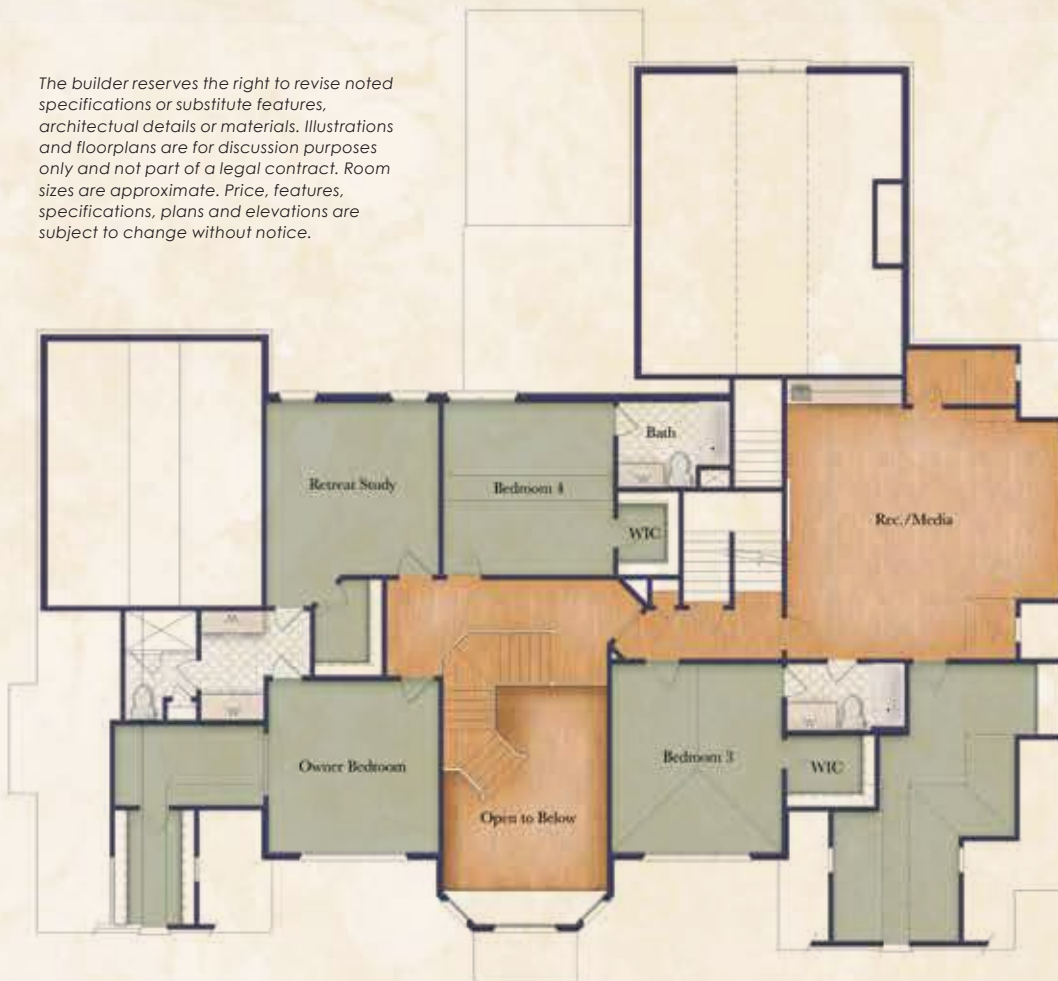 The builder reserves the right to revise noted
specifications or substitute features,
architectual details or materials. Illustrations
and floorplans are for discussion purposes
only and not part of a legal contract. Room
sizes are approximate. Price, features,
specifications, plans and elevations are
subject to change without notice.
Bath
Retreat Study
Bedroom 4
WIC
Rec./Media
Owner Bedroom
Bedroom 3
WIC
Open to Below